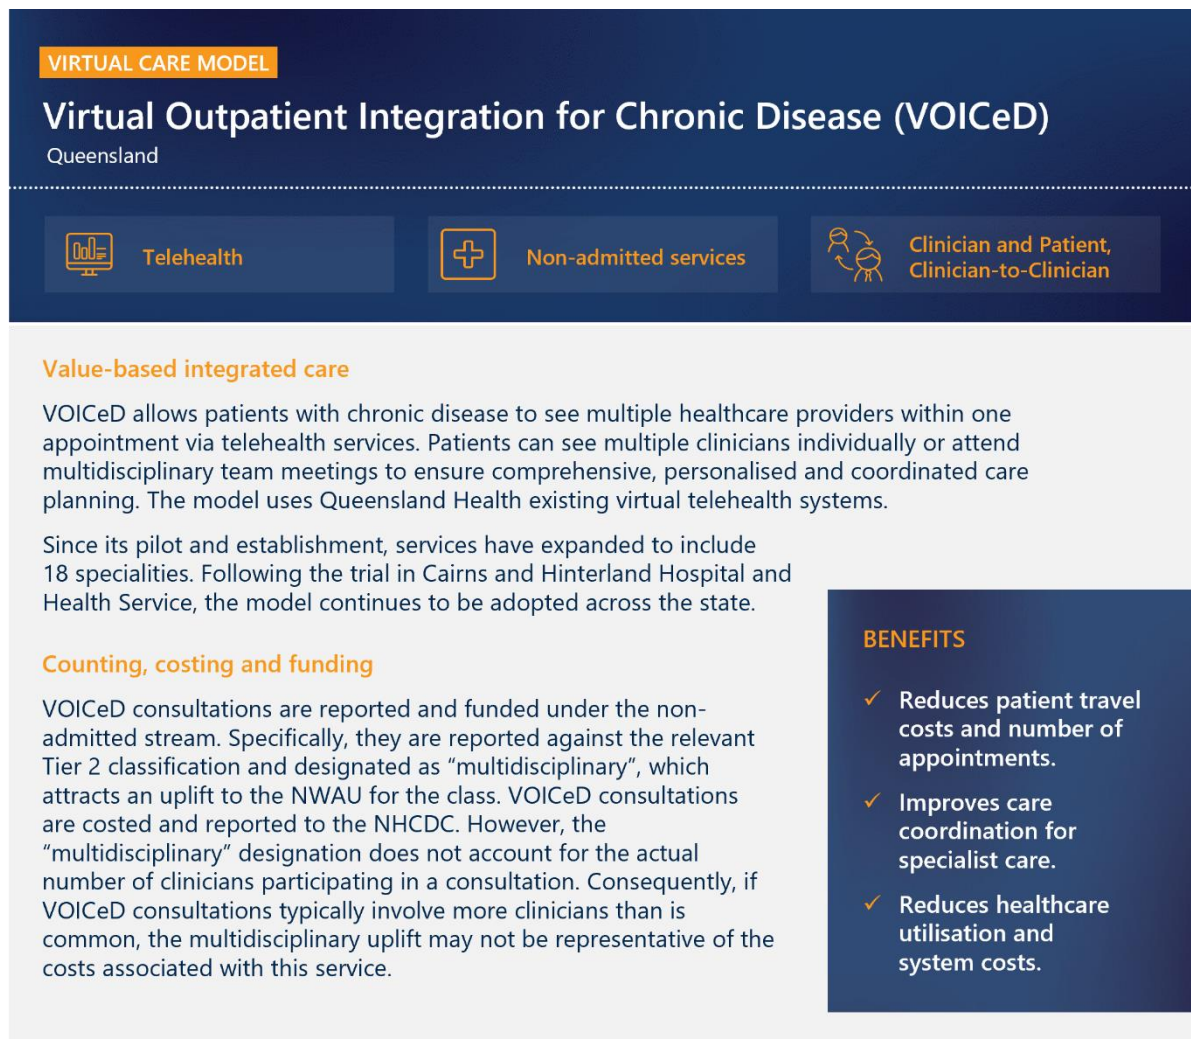 VIRTUAL CARE MODEL
Virtual Outpatient Integration for Chronic Disease (VOICeD)
Queensland
Telehealth
Non-admitted services
Clinician and Patient,
Clinician-to-Clinician
Value-based integrated care
VOICeD allows patients with chronic disease to see multiple healthcare providers within one
appointment via telehealth services. Patients can see multiple clinicians individually or attend
multidisciplinary team meetings to ensure comprehensive, personalised and coordinated care
planning. The model uses Queensland Health existing virtual telehealth systems.
Since its pilot and establishment, services have expanded to include
18 specialities. Following the trial in Cairns and Hinterland Hospital and
Health Service, the model continues to be adopted across the state.
Counting, costing and funding
VOICeD consultations are reported and funded under the non-
admitted stream. Specifically, they are reported against the relevant
Tier 2 classification and designated as “multidisciplinary”, which
attracts an uplift to the NWAU for the class. VOICeD consultations
are costed and reported to the NHCDC. However, the
“multidisciplinary” designation does not account for the actual
number of clinicians participating in a consultation. Consequently, if
VOICeD consultations typically involve more clinicians than is
common, the multidisciplinary uplift may not be representative of the
costs associated with this service.
BENEFITS
✓ Reduces patient travel
costs and number of
appointments.
✓ Improves care
coordination for
specialist care.
✓ Reduces healthcare
utilisation and
system costs.